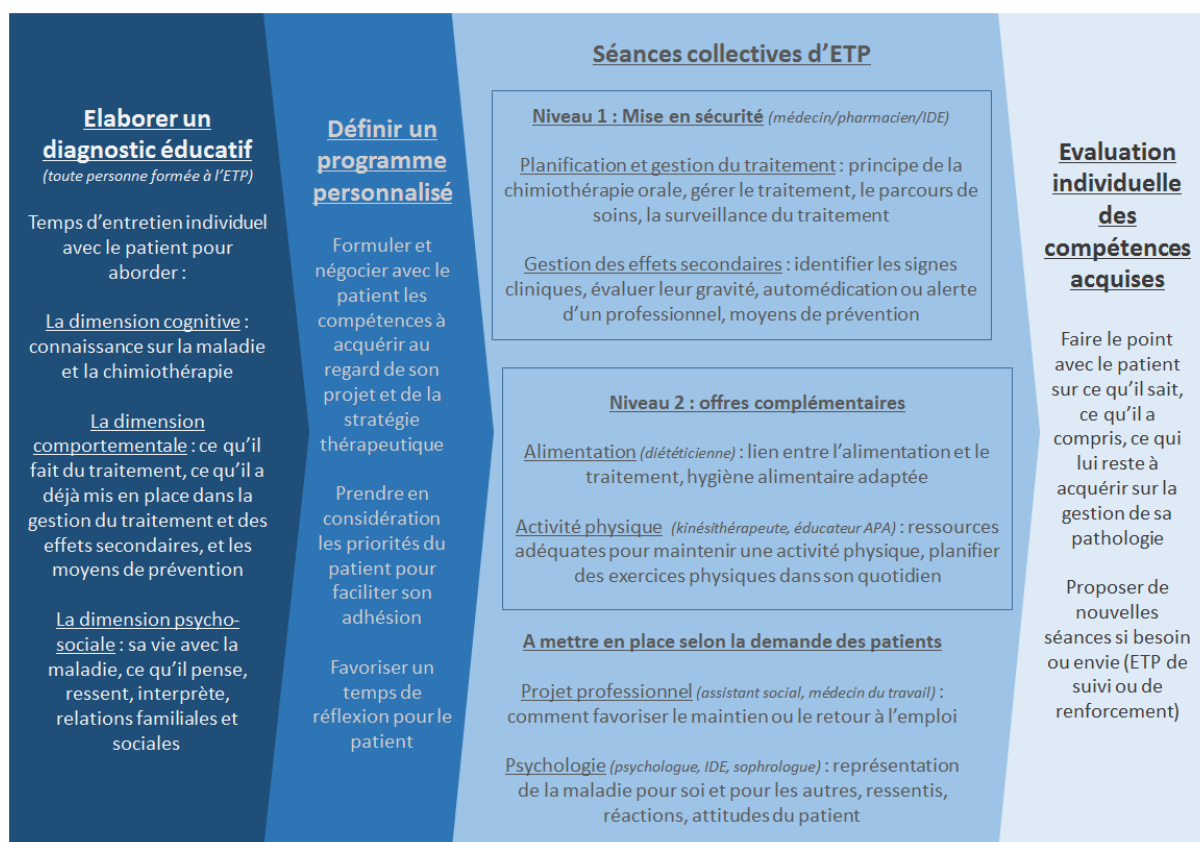 Elaborer un
diagnostic éducatif
(toute personne formée à l'ETP)
Temps d'entretien individuel
avec le patient pour
aborder :
La dimension cognitive :
connaissance sur la maladie
et la chimiothérapie
La dimension
comportementale : ce qu'il
fait du traitement, ce qu'il a
déjà mis en place dans la
gestion du traitement et des
effets secondaires, et les
moyens de prévention
La dimension psycho-
sociale : sa vie avec la
maladie, ce qu'il pense,
ressent, interprète,
relations familiales et
sociales
Définir un
programme
personnalisé
Formuler et
négocier avec le
patient les
compétences à
acquérir au
regard de son
projet et de la
stratégie
thérapeutique
Prendre en
considération
les priorités du
patient pour
faciliter son
adhésion
Favoriser un
temps de
réflexion pour le
patient
Séances collectives d'ETP
Niveau 1 : Mise en sécurité (médecin/pharmacien/IDE)
Planification et gestion du traitement : principe de la
chimiothérapie orale, gérer le traitement, le parcours de
soins, la surveillance du traitement
Gestion des effets secondaires : identifier les signes
cliniques, évaluer leur gravité, automédication ou alerte
d'un professionnel, moyens de prévention
Niveau 2 : offres complémentaires
Alimentation (diététicienne) : lien entre l'alimentation et le
traitement, hygiène alimentaire adaptée
Activité physique (kinésithérapeute, éducateur APA) : ressources
adéquates pour maintenir une activité physique, planifier
des exercices physiques dans son quotidien
A mettre en place selon la demande des patients
Projet professionnel (assistant social, médecin du travail) :
comment favoriser le maintien ou le retour à l'emploi
Psychologie (psychologue, IDE, sophrologue) : représentation
de la maladie pour soi et pour les autres, ressentis,
réactions, attitudes du patient
Evaluation
individuelle
des
compétences
acquises
Faire le point
avec le patient
sur ce qu'il sait,
ce qu'il a
compris, ce qui
lui reste à
acquérir sur la
gestion de sa
pathologie
Proposer de
nouvelles
séances si besoin
ou envie (ETP de
suivi ou de
renforcement)